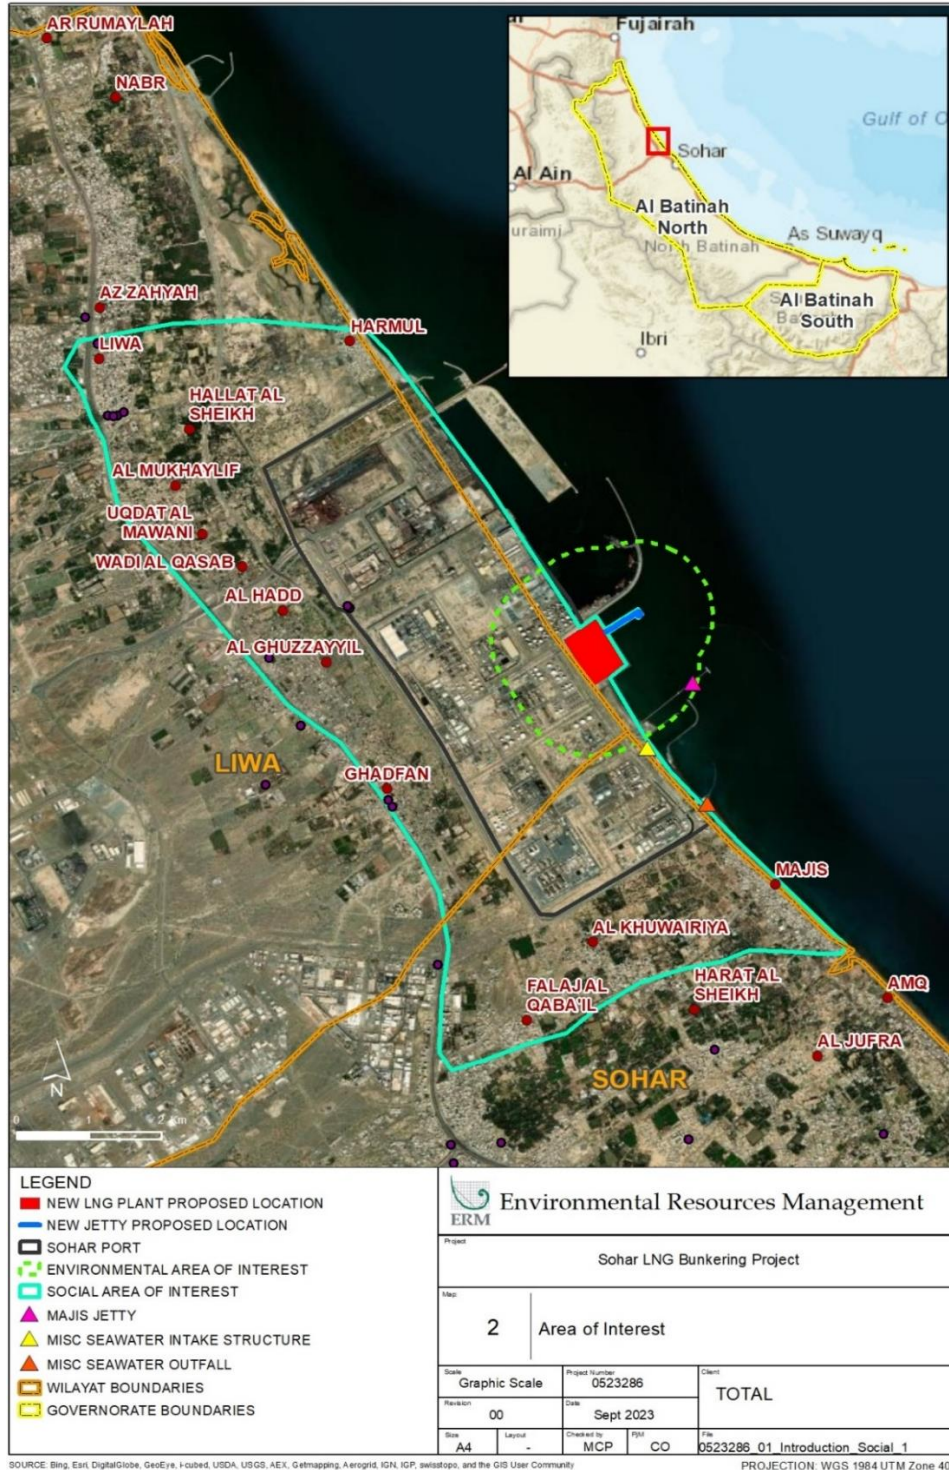 AR RUMAYLAH
NABR
AZ ZAHYAH
LIWA
HARMUL
HALLAT AL
SHEIKH
AL MUKHAYLIF
UQDAT AL
MAWANI
WADI AL QASAB
AL HADD
AL GHUZZAYYIL
LIWA
GHADFAN
MAJIS
AL KHUWAIRIYA
FALAJ AL
QABA'IL
HARAT AL
SHEIKH
AMQ
AL JUFRA
SOHAR
N
0 1 2 km
Fujairah
Gulf of O
Sohar
Al Ain
uraimi
Al Batinah
North
North Batinah
As Suwayq
Al Batinah
South
Ibri
LEGEND
NEW LNG PLANT PROPOSED LOCATION
NEW JETTY PROPOSED LOCATION
SOHAR PORT
ENVIRONMENTAL AREA OF INTEREST
SOCIAL AREA OF INTEREST
MAJIS JETTY
MISC SEAWATER INTAKE STRUCTURE
MISC SEAWATER OUTFALL
WILAYAT BOUNDARIES
GOVERNORATE BOUNDARIES
ERM
Environmental Resources Management
Project
Sohar LNG Bunkering Project
Map:
2 Area of Interest
Scale
Graphic Scale
Project Number
0523286
Client
TOTAL
Revision
00
Date
Sept 2023
Size
A4
Layout
-
Checked by
MCP
PjM
CO
File
0523286_01_Introduction_Social_1
SOURCE: Bing, Esri, DigitalGlobe, GeoEye, i-cubed, USDA, USGS, AEX, Getmapping, Aerogrid, IGN, IGP, swisstopo, and the GIS User Community
PROJECTION: WGS 1984 UTM Zone